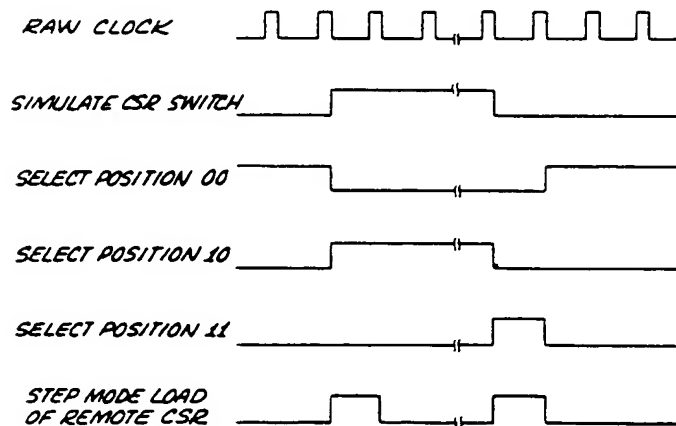 RAW CLOCK
SIMULATE CSR SWITCH
SELECT POSITION 00
SELECT POSITION 10
SELECT POSITION 11
STEP MODE LOAD
OF REMOTE CSR